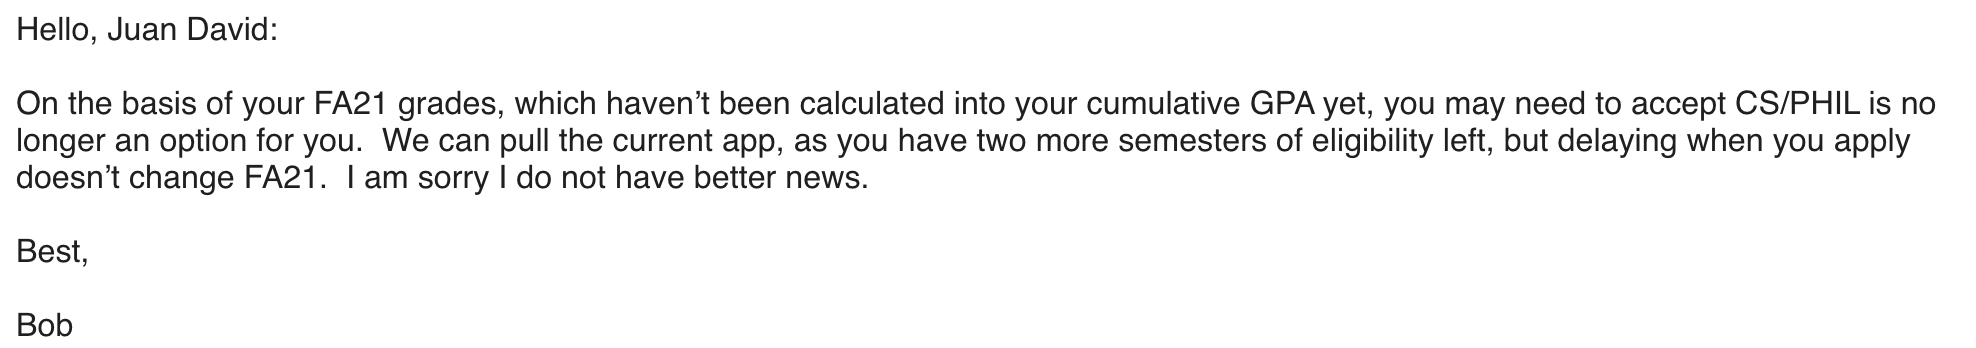 Hello, Juan David:
On the basis of your FA21 grades, which haven’t been calculated into your cumulative GPA yet, you may need to accept CS/PHIL is no
longer an option for you.  We can pull the current app, as you have two more semesters of eligibility left, but delaying when you apply
doesn’t change FA21.  I am sorry I do not have better news.
Best,
Bob